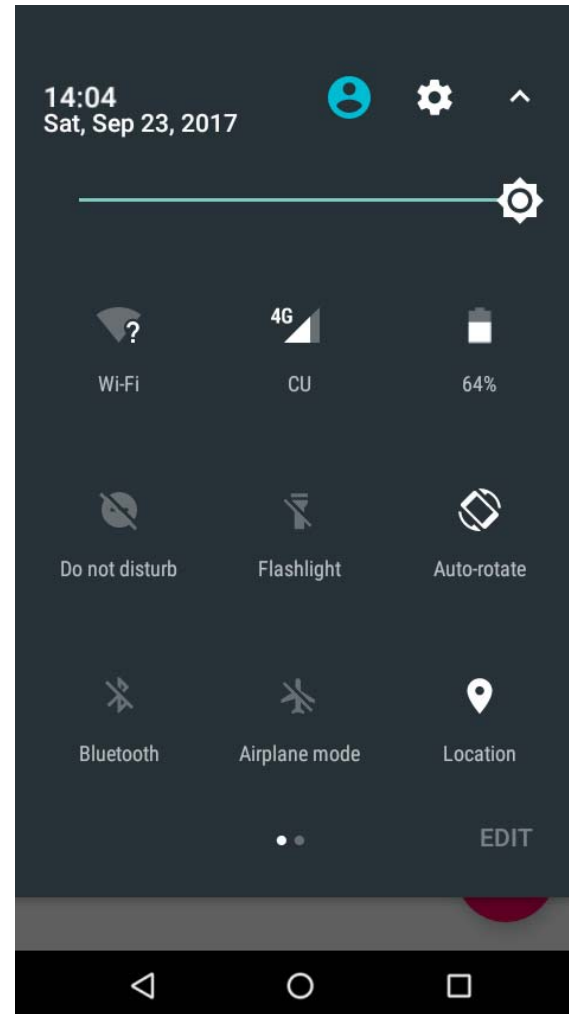 14:04
Sat, Sep 23, 2017
?
4G
Wi-Fi
CU
64%
Do not disturb
Flashlight
Auto-rotate
Bluetooth
Airplane mode
Location
EDIT